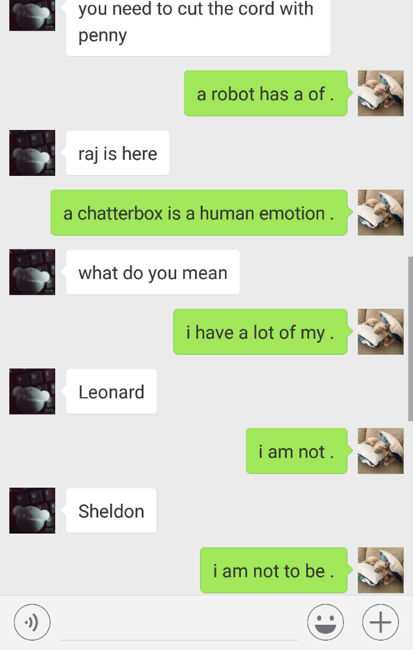 you need to cut the cord with
penny
a robot has a of .
raj is here
a chatterbox is a human emotion .
what do you mean
i have a lot of my .
Leonard
i am not .
Sheldon
i am not to be .